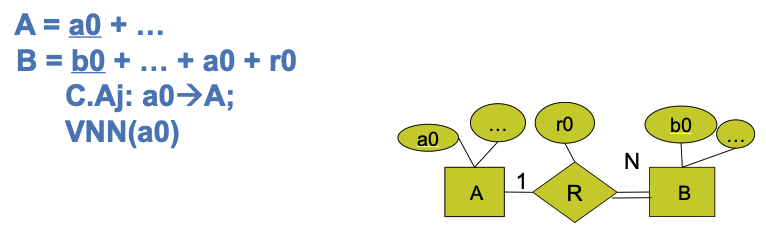 A = a0 + …
B = b0 + … + a0 + r0
C.Aj: a0→A;
VNN(a0)
a0
…
r0
b0
…
A
1
R
N
B